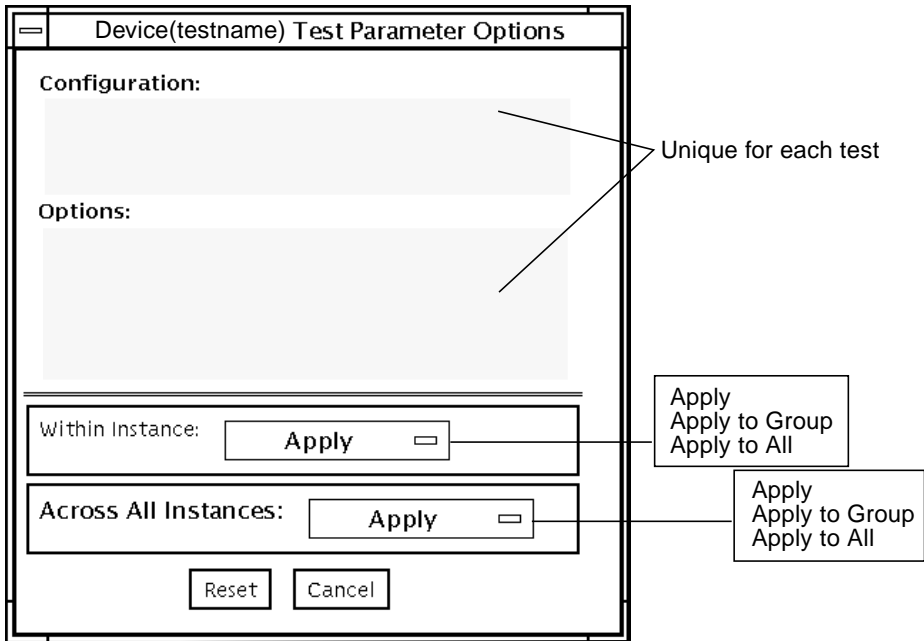 Device(testname) Test Parameter Options
Configuration:
Unique for each test
Options:
Within Instance:
Apply
Apply
Apply to Group
Apply to All
Across All Instances:
Apply
Apply
Apply to Group
Apply to All
Reset
Cancel